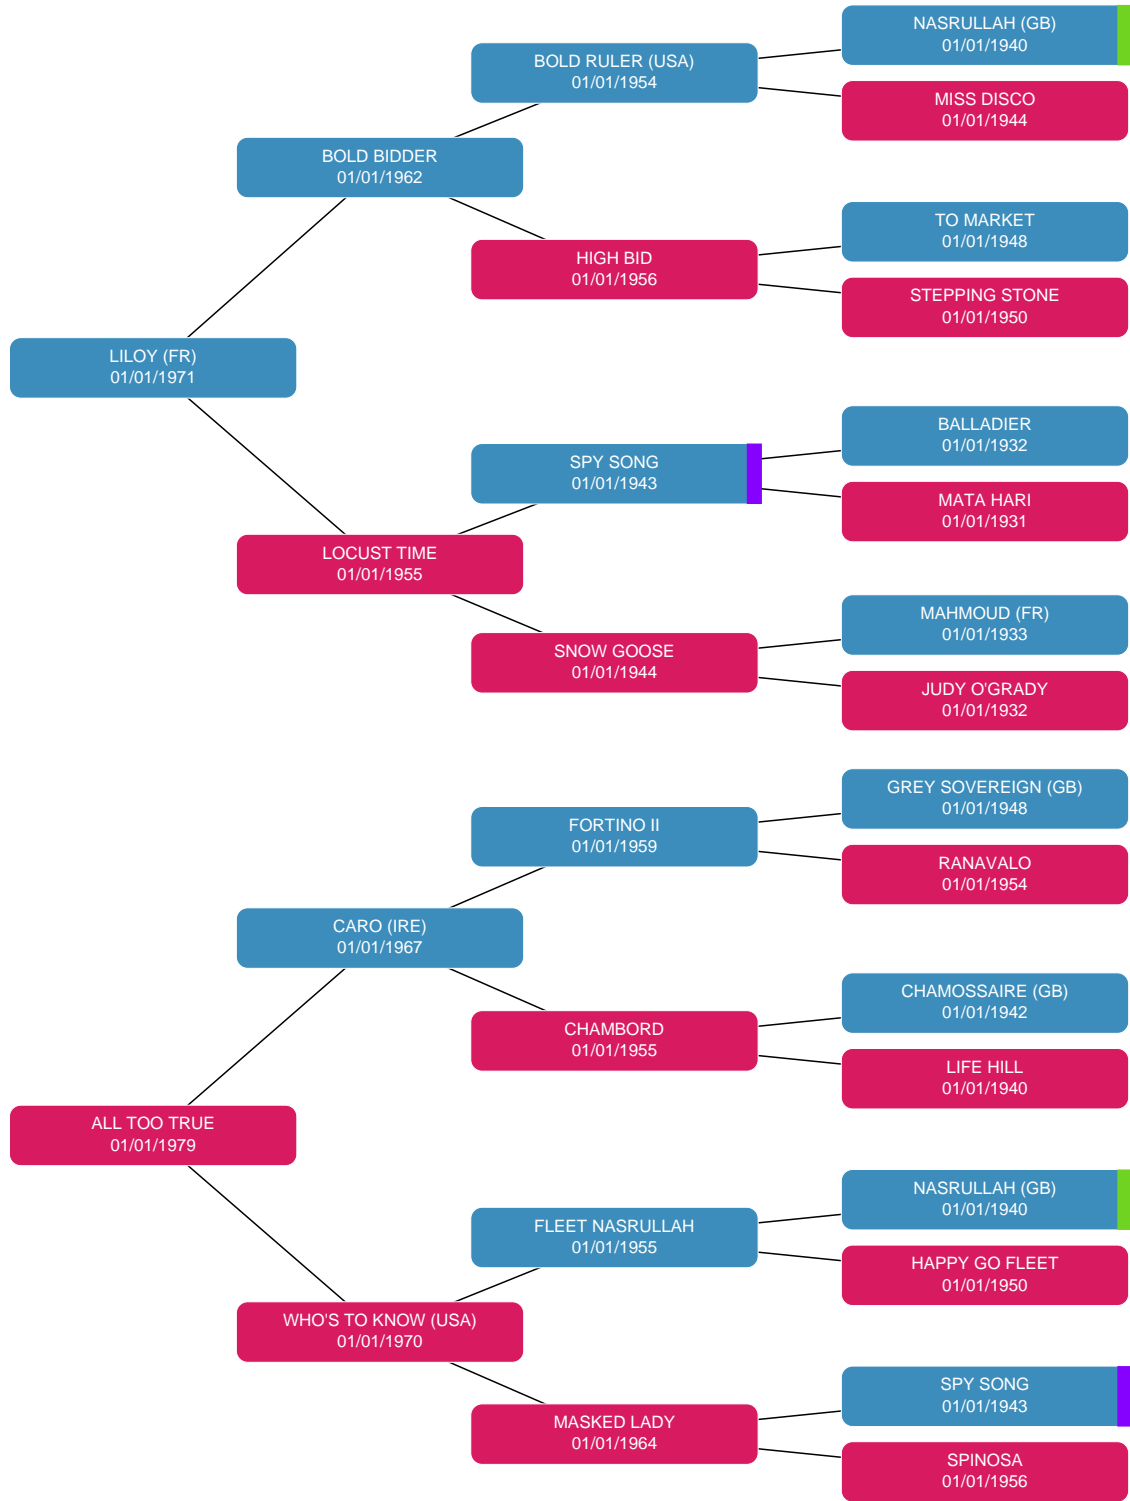 NASRULLAH (GB)
01/01/1940
BOLD RULER (USA)
01/01/1954
MISS DISCO
01/01/1944
BOLD BIDDER
01/01/1962
TO MARKET
01/01/1948
HIGH BID
01/01/1956
STEPPING STONE
01/01/1950
LILOY (FR)
01/01/1971
BALLADIER
01/01/1932
SPY SONG
01/01/1943
MATA HARI
01/01/1931
LOCUST TIME
01/01/1955
MAHMOUD (FR)
01/01/1933
SNOW GOOSE
01/01/1944
JUDY O'GRADY
01/01/1932
GREY SOVEREIGN (GB)
01/01/1948
FORTINO II
01/01/1959
RANAVALO
01/01/1954
CARO (IRE)
01/01/1967
CHAMOSSAIRE (GB)
01/01/1942
CHAMBORD
01/01/1955
LIFE HILL
01/01/1940
ALL TOO TRUE
01/01/1979
NASRULLAH (GB)
01/01/1940
FLEET NASRULLAH
01/01/1955
HAPPY GO FLEET
01/01/1950
WHO'S TO KNOW (USA)
01/01/1970
SPY SONG
01/01/1943
MASKED LADY
01/01/1964
SPINOSA
01/01/1956